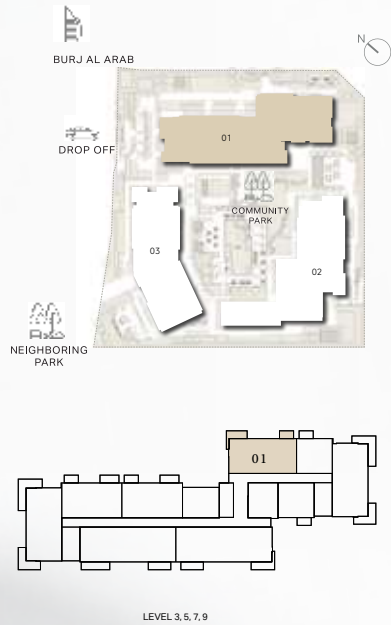 N
BURJ AL ARAB
DROP OFF
01
COMMUNITY
PARK
03
02
NEIGHBORING
PARK
01
LEVEL 3, 5, 7, 9